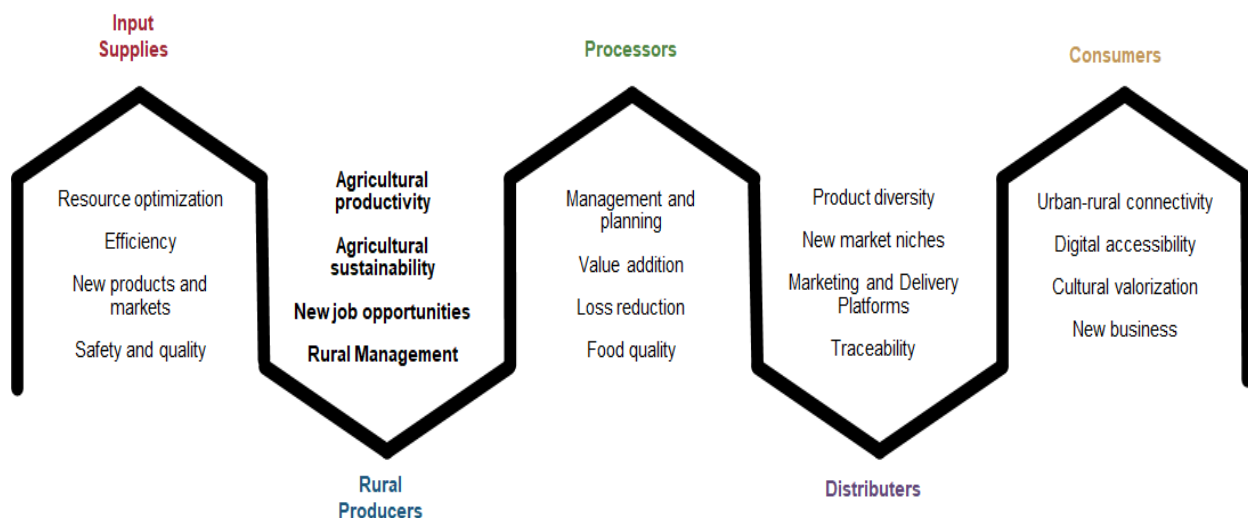 Input
Supplies
Resource optimization
Efficiency
New products and
markets
Safety and quality
Agricultural
productivity
Agricultural
sustainability
New job opportunities
Rural Management
Rural
Producers
Processors
Management and
planning
Value addition
Loss reduction
Food quality
Product diversity
New market niches
Marketing and Delivery
Platforms
Traceability
Distributers
Consumers
Urban-rural connectivity
Digital accessibility
Cultural valorization
New business